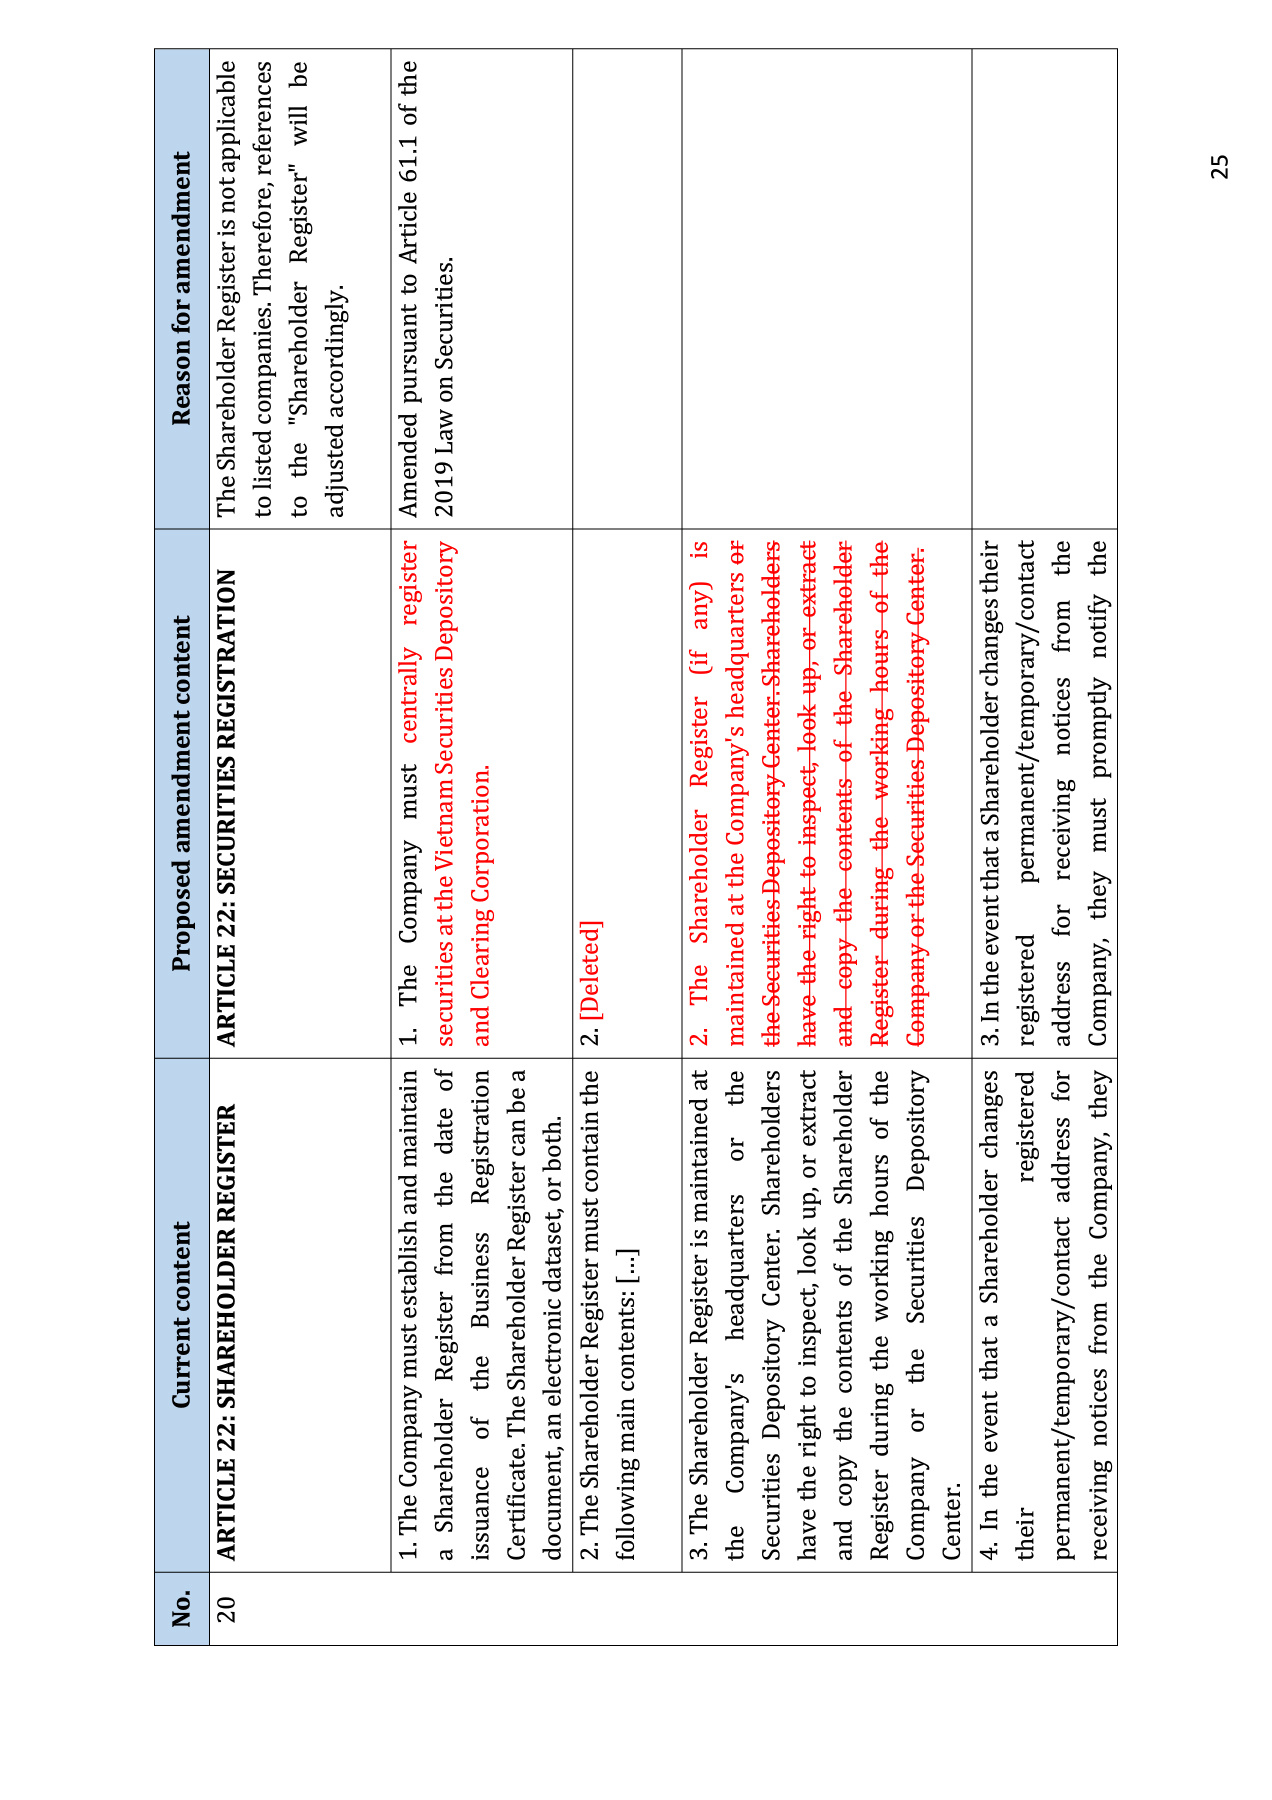 No.
Current content
Proposed amendment content
Reason for amendment
20
ARTICLE 22: SHAREHOLDER REGISTER
ARTICLE 22: SECURITIES REGISTRATION
The Shareholder Register is not applicable
to listed companies. Therefore, references
to the "Shareholder Register" will be
adjusted accordingly.
1. The Company must establish and maintain
a Shareholder Register from the date of
issuance of the Business Registration
Certificate. The Shareholder Register can be a
document, an electronic dataset, or both.
1. The Company must centrally register
securities at the Vietnam Securities Depository
and Clearing Corporation.
Amended pursuant to Article 61.1 of the
2019 Law on Securities.
2. The Shareholder Register must contain the
following main contents: [...]
2. [Deleted]
3. The Shareholder Register is maintained at
the Company's headquarters or the
Securities Depository Center. Shareholders
have the right to inspect, look up, or extract
and copy the contents of the Shareholder
Register during the working hours of the
Company or the Securities Depository
Center.
2. The Shareholder Register (if any) is
maintained at the Company's headquarters or
the Securities Depository Center. Shareholders
have the right to inspect, look up, or extract
and copy the contents of the Shareholder
Register during the working hours of the
Company or the Securities Depository Center.
4. In the event that a Shareholder changes
their registered
permanent/temporary/contact address for
receiving notices from the Company, they
3. In the event that a Shareholder changes their
registered permanent/temporary/contact
address for receiving notices from the
Company, they must promptly notify the
25